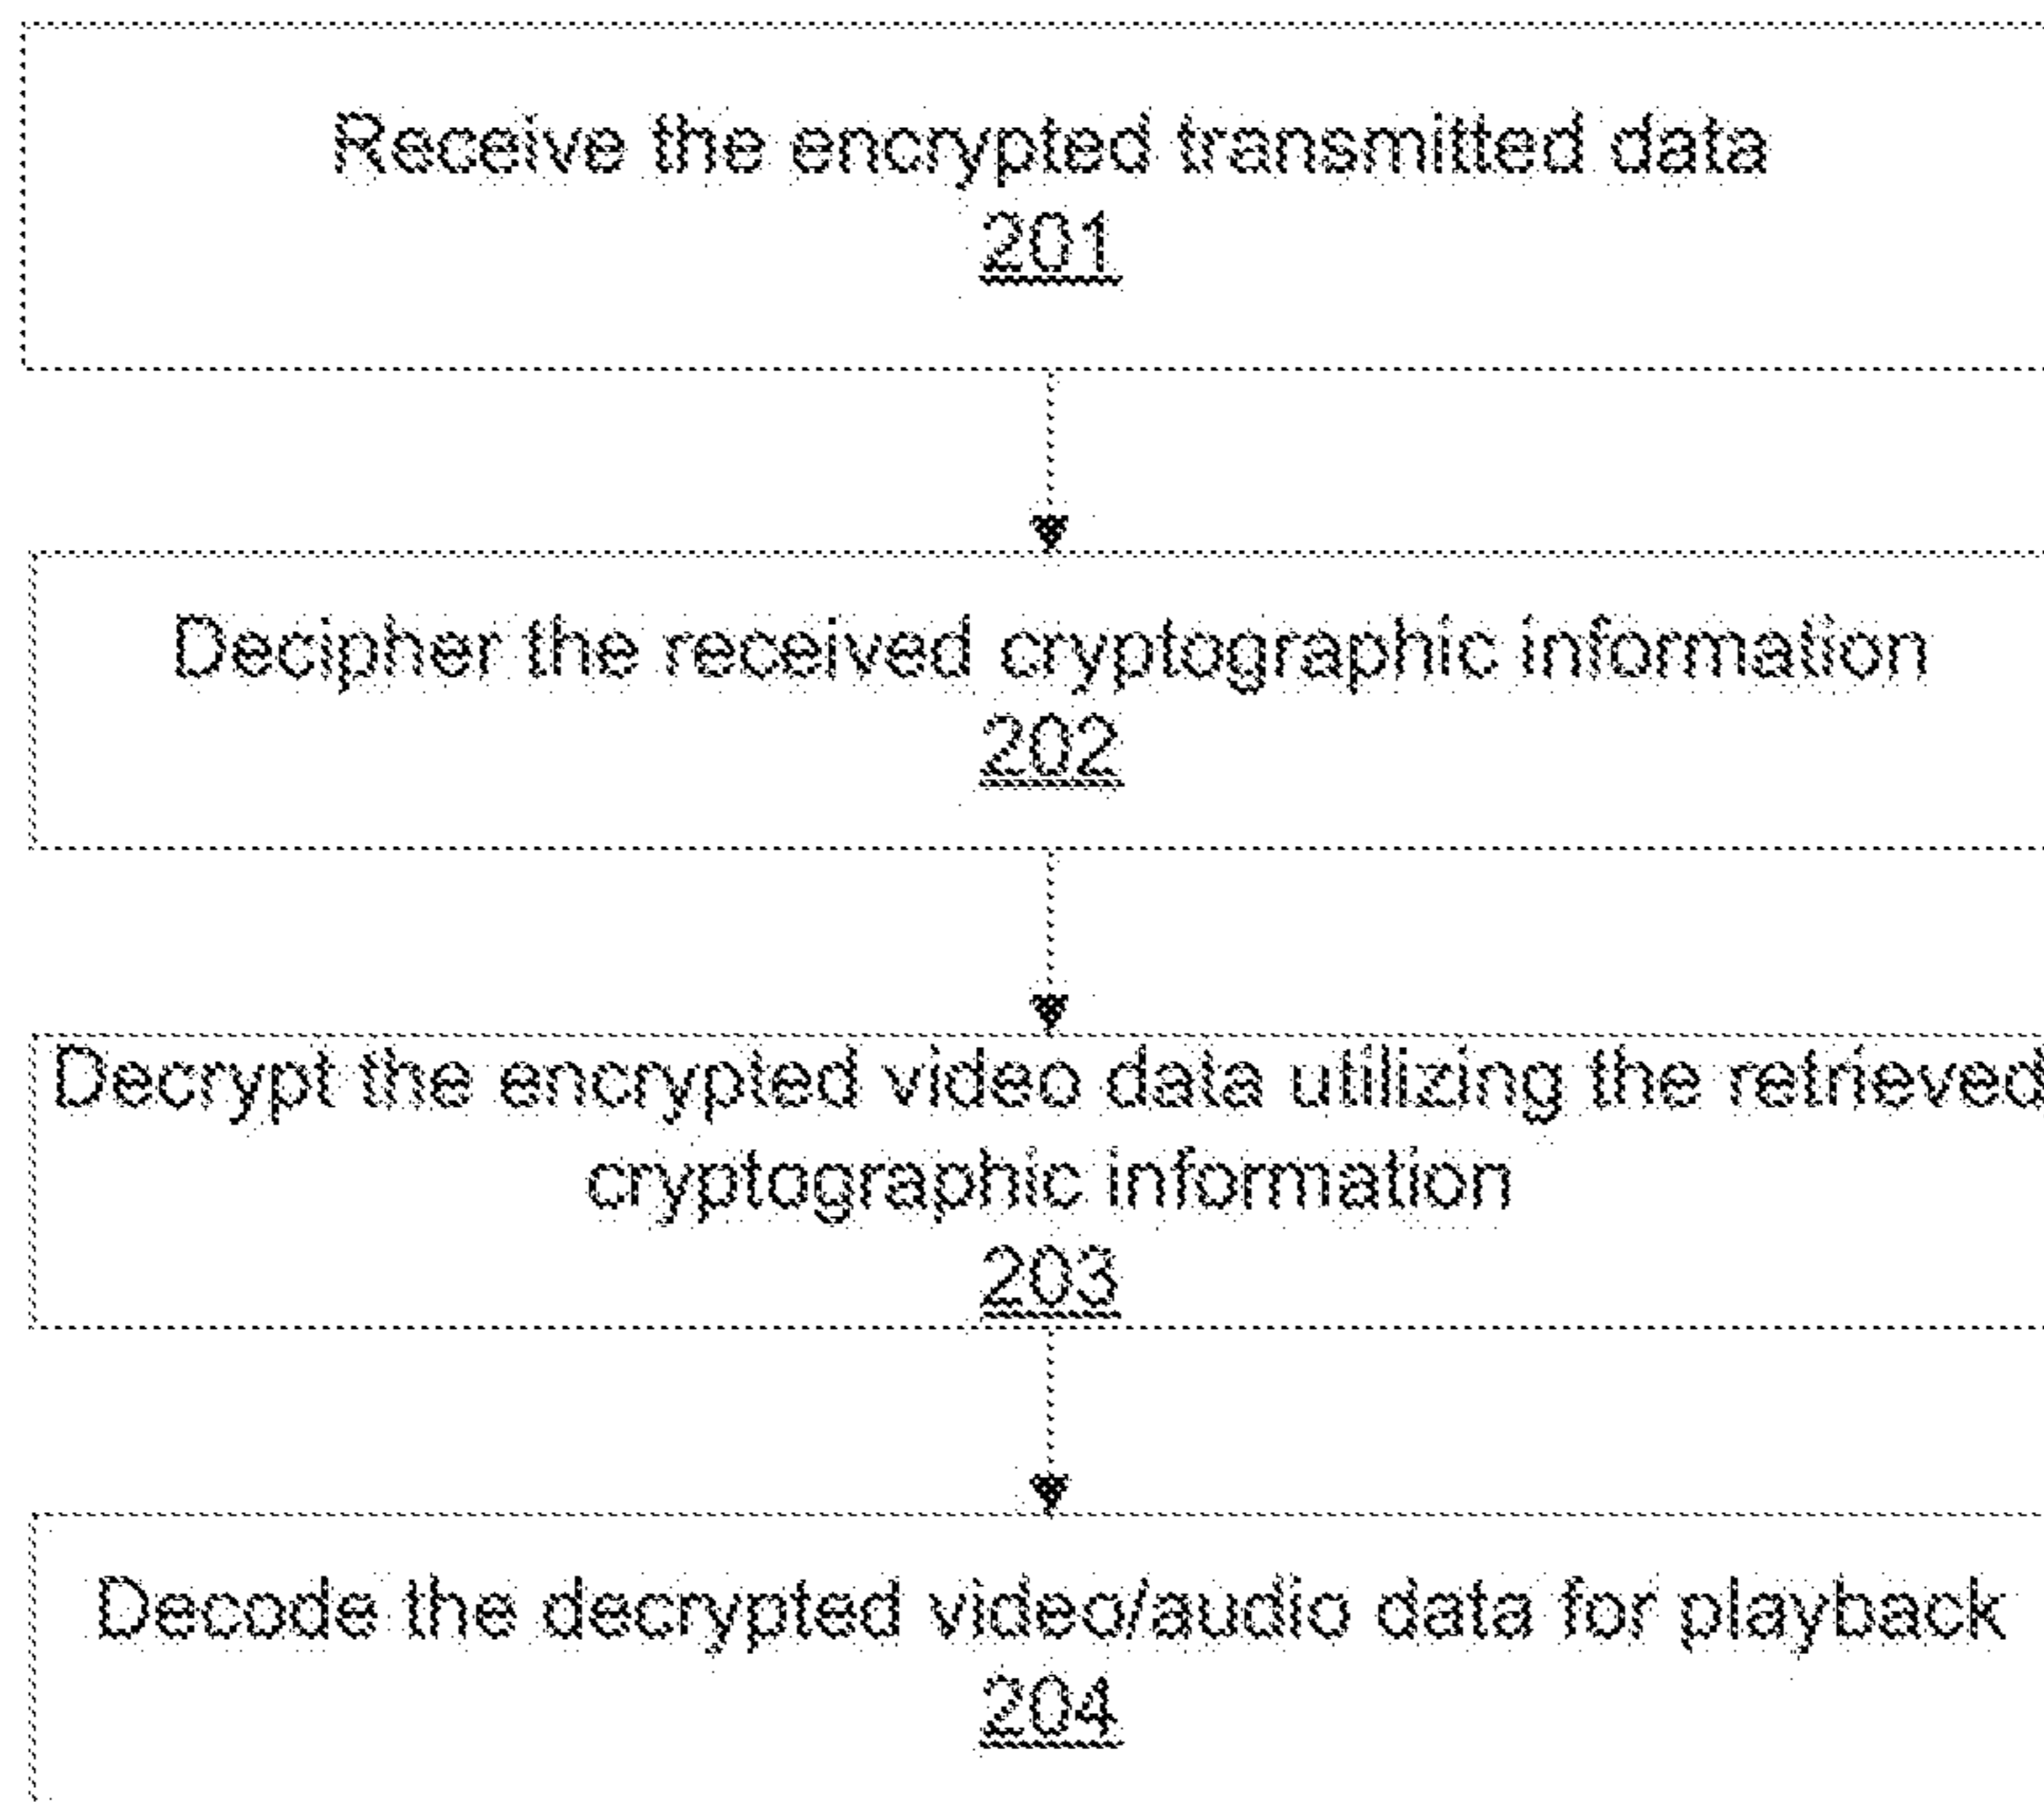 Receive the encrypted transmitted data
201
Decipher the received cryptographic information
202
Decrypt the encrypted video data utilizing the retrieved
cryptographic information
203
Decode the decrypted video/audio data for playback
204